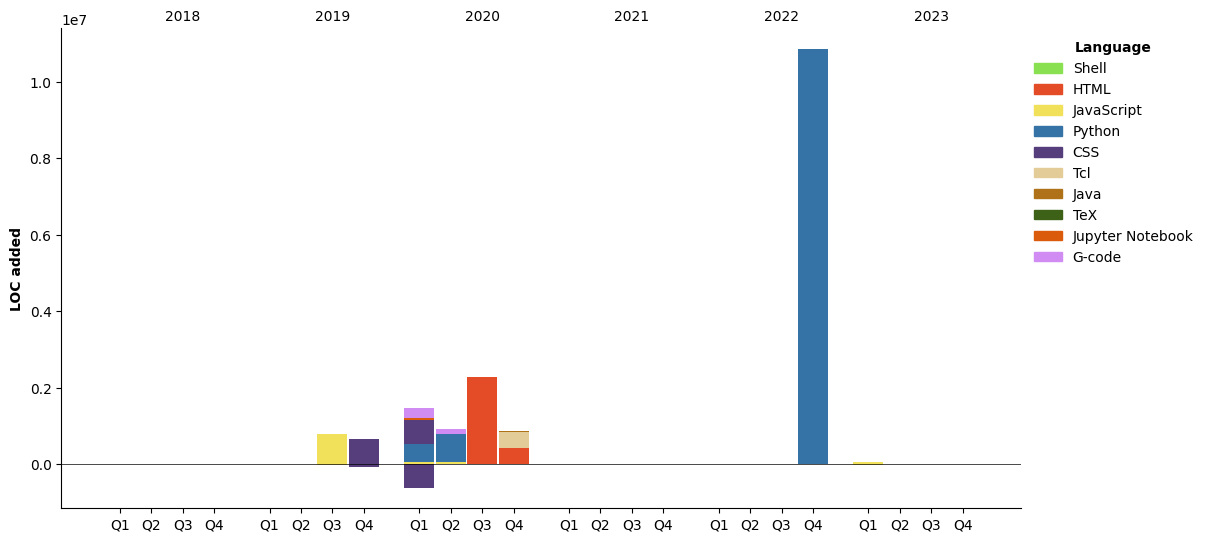 1e7
2018 2019 2020 2021 2022 2023
Language
Shell
HTML
JavaScript
Python
CSS
Tcl
Java
TeX
Jupyter Notebook
G-code
LOC added
1.0
0.8
0.6
0.4
0.2
0.0
Q1 Q2 Q3 Q4 Q1 Q2 Q3 Q4 Q1 Q2 Q3 Q4 Q1 Q2 Q3 Q4 Q1 Q2 Q3 Q4 Q1 Q2 Q3 Q4